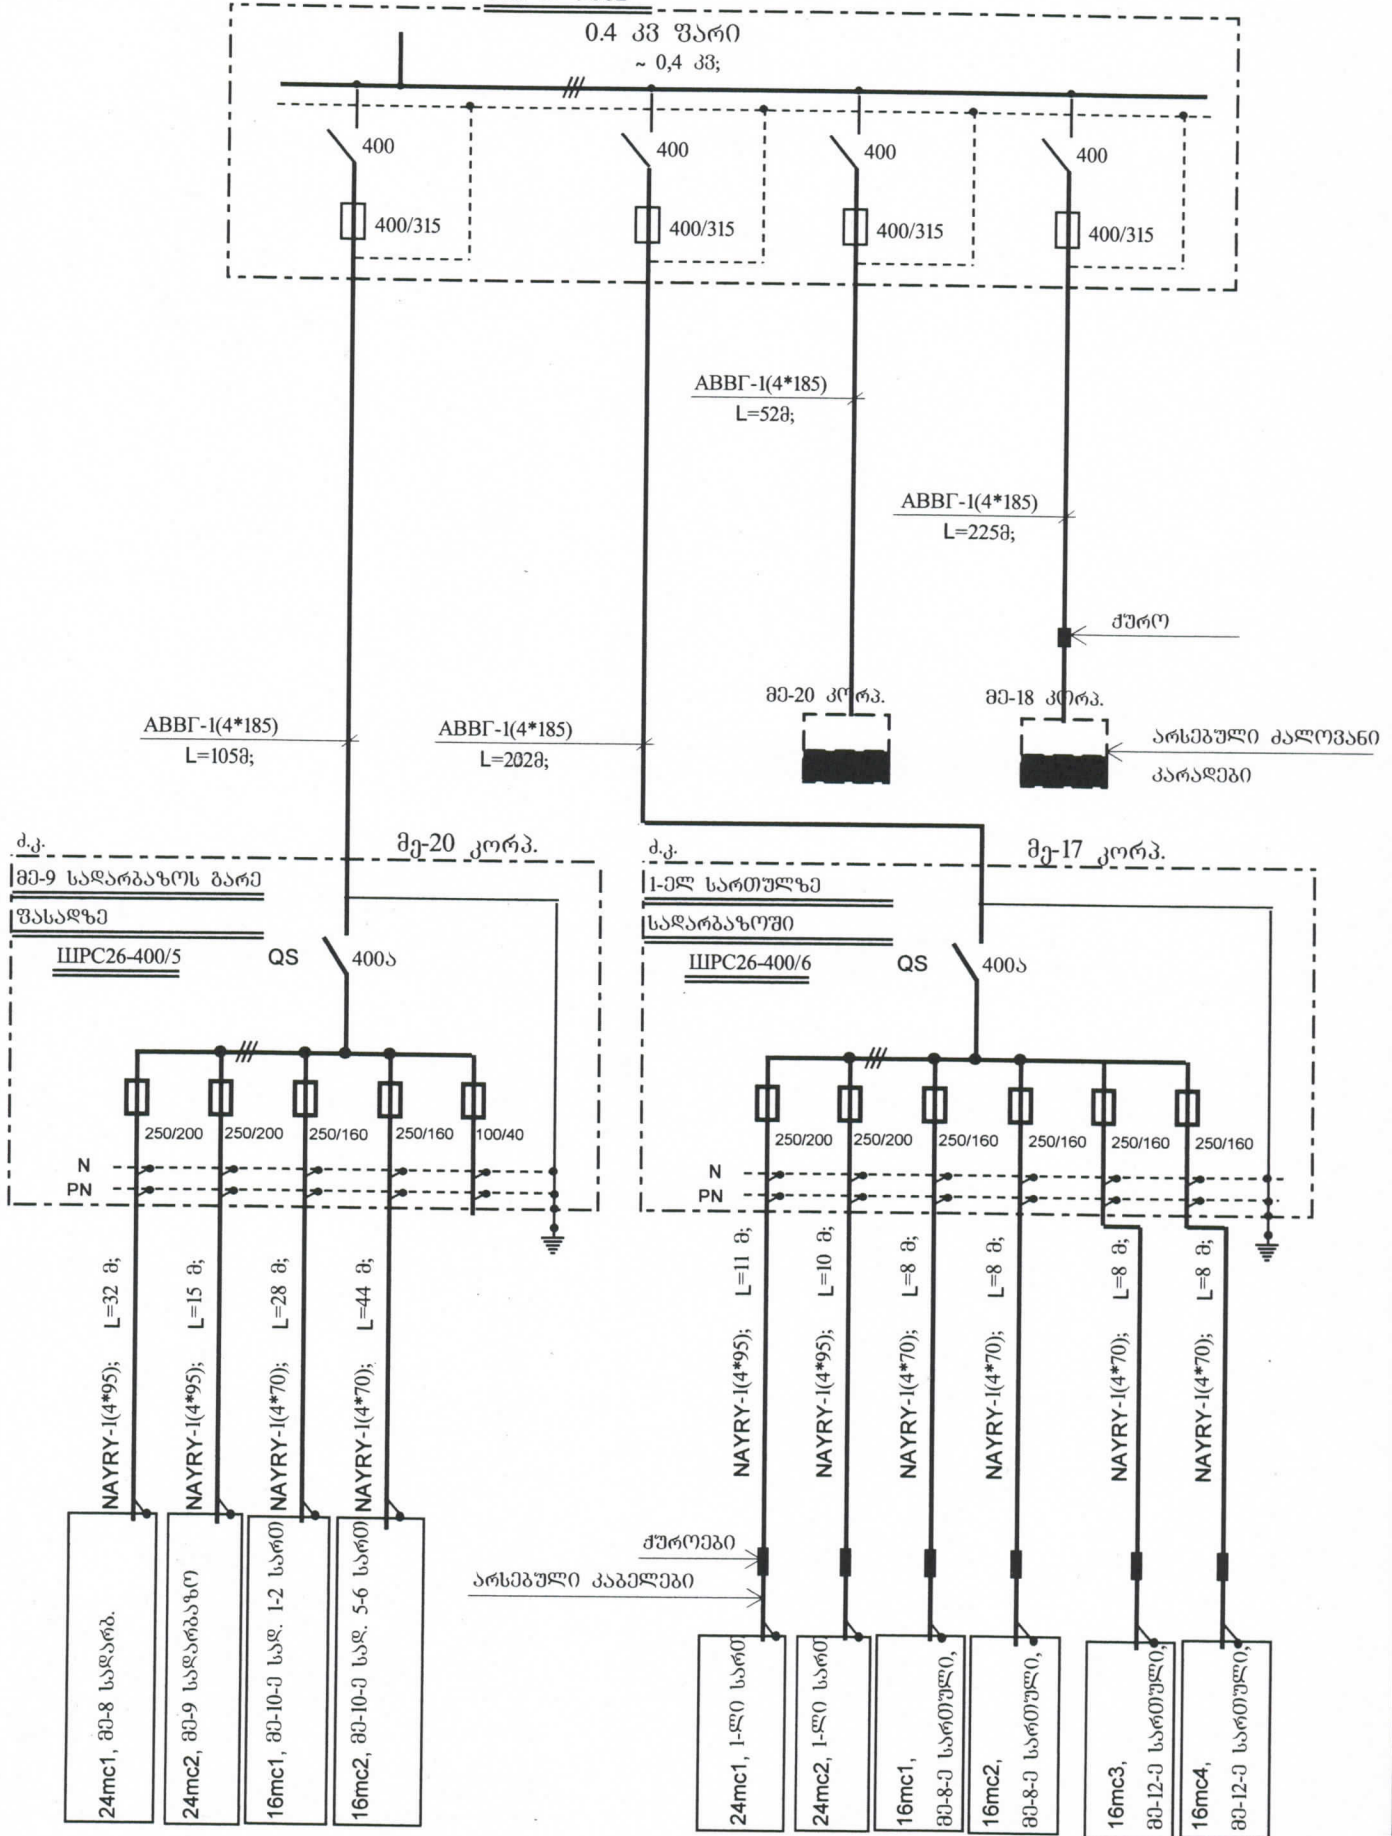 0.4 კვ ფარი
~ 0,4 კვ;
400
400
400
400
400/315
400/315
400/315
400/315
АВВГ-1(4*185)
L=52მ;
АВВГ-1(4*185)
L=225მ;
ქურო
მე-20 კორპ.
მე-18 კორპ.
არსებული ძალოვანი
კარადები
АВВГ-1(4*185)
L=105მ;
АВВГ-1(4*185)
L=202მ;
ძ.კ.
მე-20 კორპ.
მე-9 სადარბაზოს გარე
ფასადზე
ШРС26-400/5
QS
400ა
250/200
250/200
250/160
250/160
100/40
N
PN
ძ.კ.
მე-17 კორპ.
1-ელ სართულზე
სადარბაზოში
ШРС26-400/6
QS
400ა
250/200
250/200
250/160
250/160
250/160
250/160
N
PN
NAYRY-1(4*95); L=32 მ;
NAYRY-1(4*95); L=15 მ;
NAYRY-1(4*70); L=28 მ;
NAYRY-1(4*70); L=44 მ;
NAYRY-1(4*95); L=11 მ;
NAYRY-1(4*95); L=10 მ;
NAYRY-1(4*70); L=8 მ;
NAYRY-1(4*70); L=8 მ;
NAYRY-1(4*70); L=8 მ;
NAYRY-1(4*70); L=8 მ;
ქუროები
არსებული კაბელები
24mc1, მე-8 სადარბ.
24mc2, მე-9 სადარბაზო
16mc1, მე-10-ე სად. 1-2 სართ
16mc2, მე-10-ე სად. 5-6 სართ
24mc1, 1-ლი სართ
24mc2, 1-ლი სართ
16mc1,
მე-8-ე სართული,
16mc2,
მე-8-ე სართული,
16mc3,
მე-12-ე სართული,
16mc4,
მე-12-ე სართული,